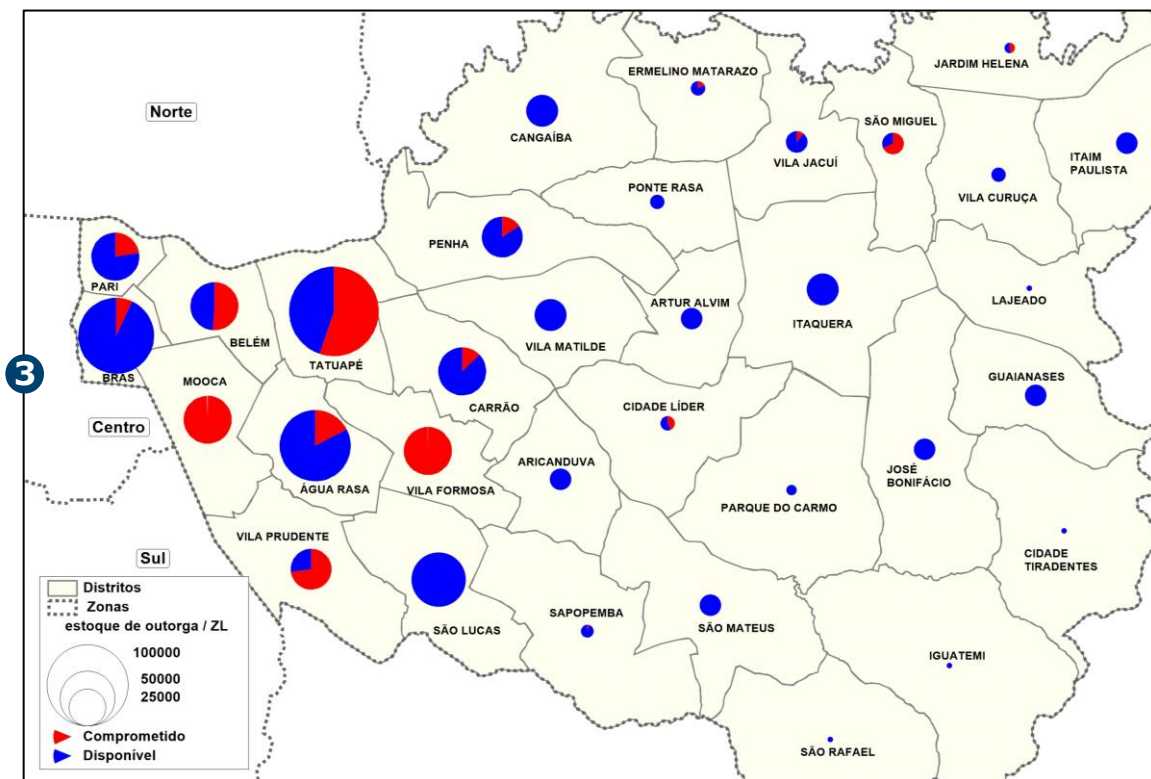 Norte
ERMELINO MATARAZO
JARDIM HELENA
CANGAÍBA
SÃO MIGUEL
VILA JACUÍ
ITAIM
PAULISTA
PONTE RASA
VILA CURUÇA
PENHA
PARI
LAJEADO
ARTUR ALVIM
ITAQUERA
BELÉM
VILA MATILDE
TATUAPÉ
BRAS
3
MOOCA
GUAIANASES
CARRÃO
CIDADE LÍDER
Centro
ARICANDUVA
JOSÉ
BONIFÁCIO
ÁGUA RASA
VILA FORMOSA
PARQUE DO CARMO
VILA PRUDENTE
CIDADE
TIRADENTES
Sul
Distritos
Zonas
estoque de outorga / ZL
100000
50000
25000
Comprometido
Disponível
SÃO LUCAS
SAPOPEMBA
SÃO MATEUS
IGUATEMI
SÃO RAFAEL